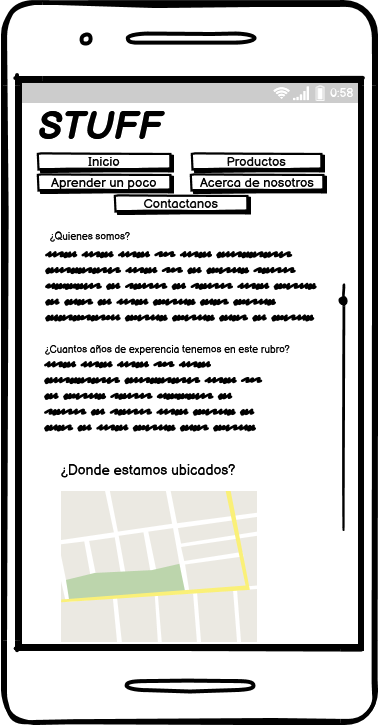 0:58
STUFF
Inicio
Productos
Aprender un poco
Acerca de nosotros
Contactanos
¿Quienes somos?
¿Cuantos años de experencia tenemos en este rubro?
¿Donde estamos ubicados?